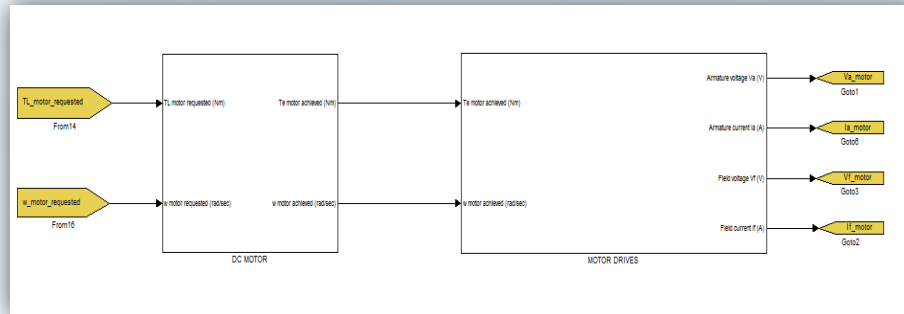 TL_motor_requested
From14
w_motor_requested
From16
TL motor requested (Nm)
Te motor achieved (Nm)
w motor requested (rad/sec)
w motor achieved (rad/sec)
DC MOTOR
Te motor achieved (Nm)
w motor achieved (rad/sec)
Armature voltage Va (V)
Armature current Ia (A)
Field voltage Vf (V)
Field current If (A)
MOTOR DRIVES
Va_motor
Goto1
Ia_motor
Goto6
Vf_motor
Goto3
If_motor
Goto2